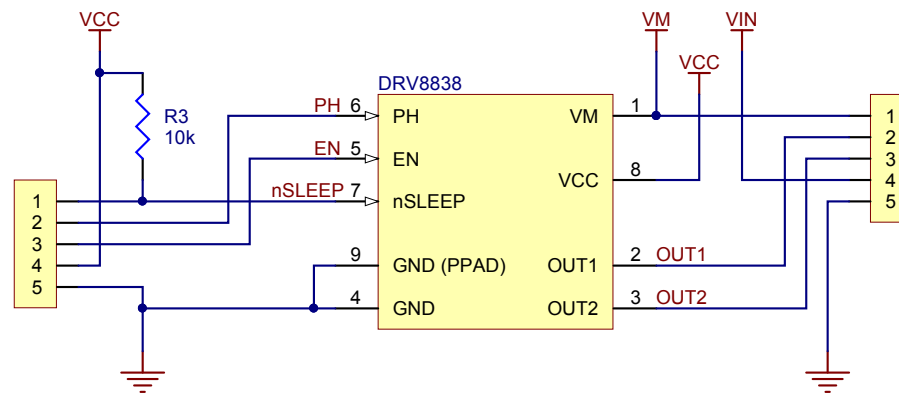 VCC
VM
VIN
VCC
DRV8838
R3
10k
PH 6
PH
EN 5
EN
nSLEEP 7
nSLEEP
9
GND (PPAD)
4
GND
VM
1
VCC
8
OUT1
2 OUT1
OUT2
3 OUT2
1
2
3
4
5
1
2
3
4
5